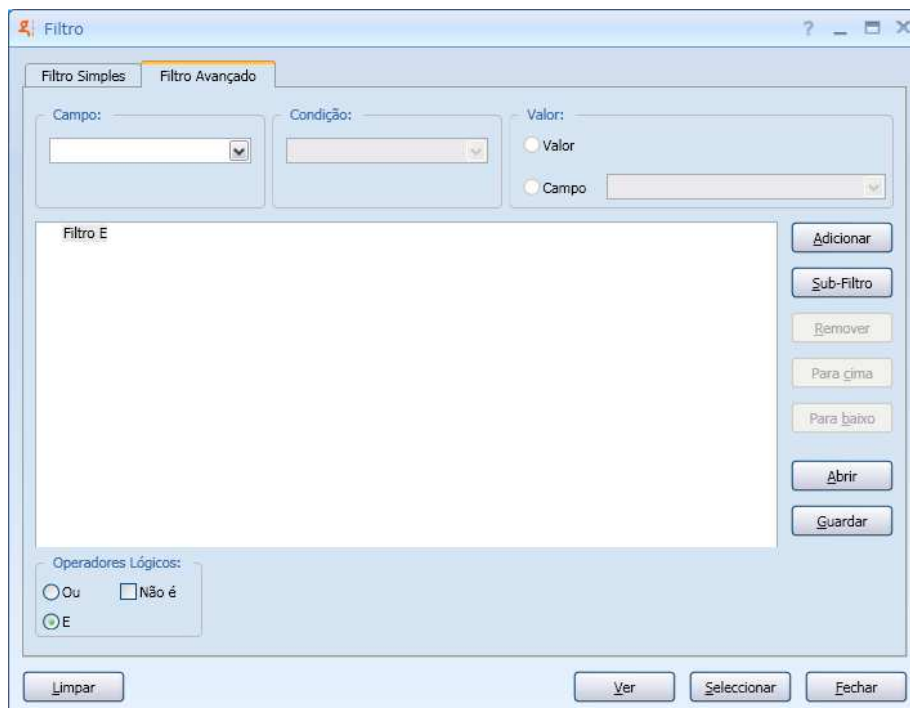 Filtro
Filtro Simples
Filtro Avançado
Campo:
Condição:
Valor:
Valor
Campo
Filtro E
Adicionar
Sub-Filtro
Remover
Para cima
Para baixo
Abrir
Guardar
Operadores Lógicos:
Ou
Não é
E
Limpar
Ver
Seleccionar
Fechar